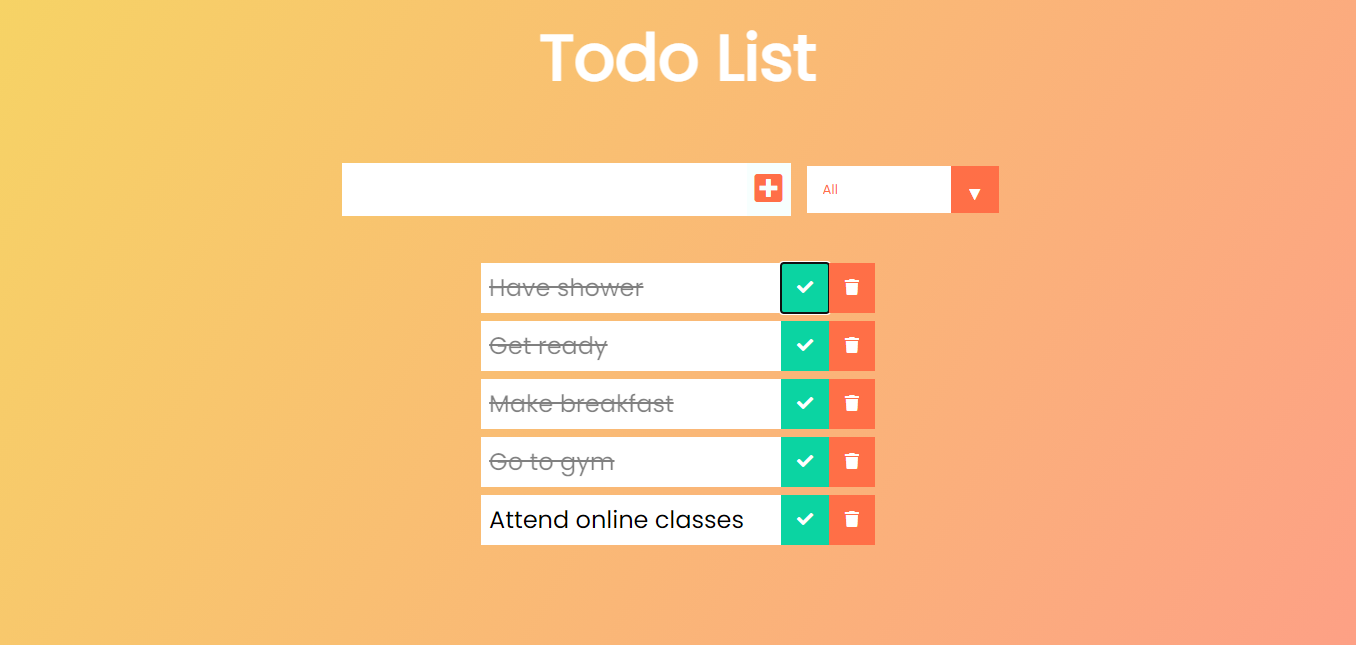 Todo List
All
Have shower
Get ready
Make breakfast
Go to gym
Attend online classes